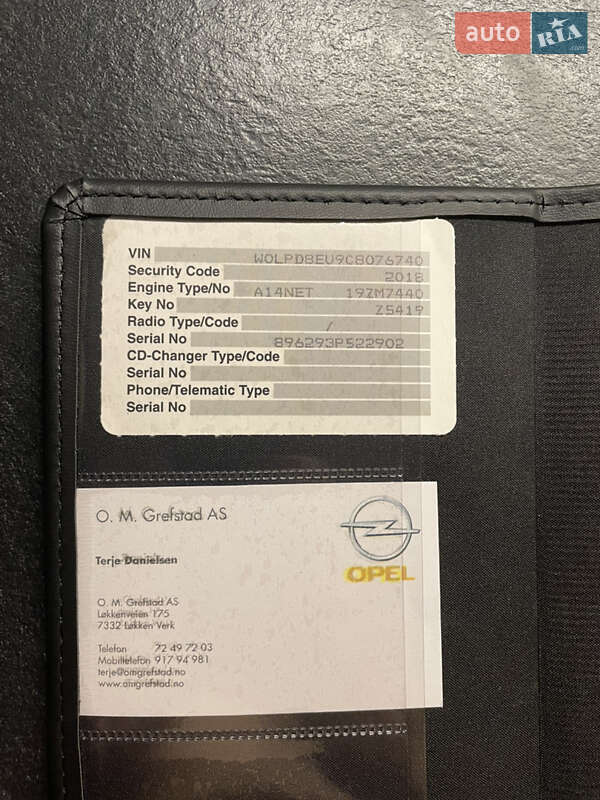 auto RIA.com
VIN WOLPD8EU9C8076740
Security Code 2018
Engine Type/No A14NET 19ZM7440
Key No Z5419
Radio Type/Code /
Serial No 896293P522902
CD-Changer Type/Code
Serial No
Phone/Telematic Type
Serial No
O. M. Grefstad AS
Terje Danielsen
OPEL
O. M. Grefstad AS
Løkkenveien 175
7332 Løkken Verk
Telefon 72 49 72 03
Mobiltelefon 917 94 981
terje@omgrefstad.no
www.omgrefstad.no